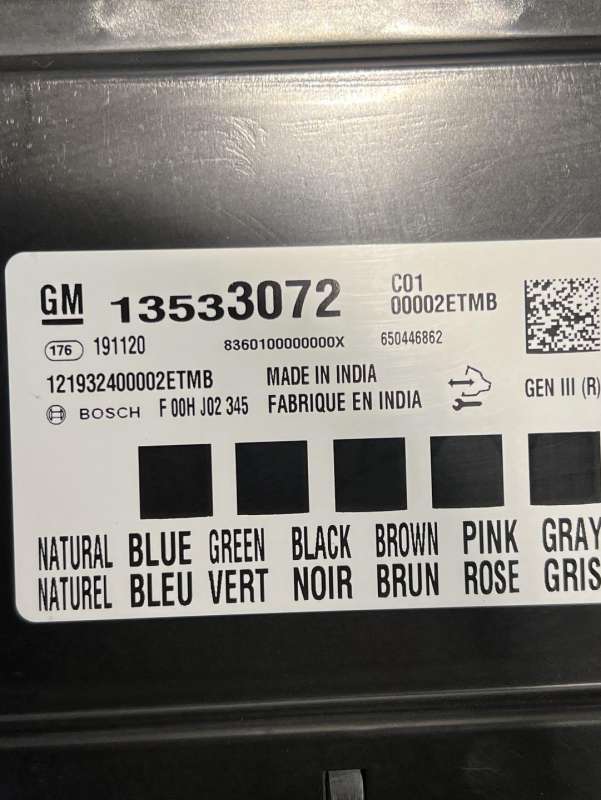 GM 13533072 C01
00002ETMB
176 191120 8360100000000X 650446862
121932400002ETMB MADE IN INDIA
BOSCH F 00H J02 345 FABRIQUE EN INDIA GEN III (R)
NATURAL BLUE GREEN BLACK BROWN PINK GRAY
NATUREL BLEU VERT NOIR BRUN ROSE GRIS